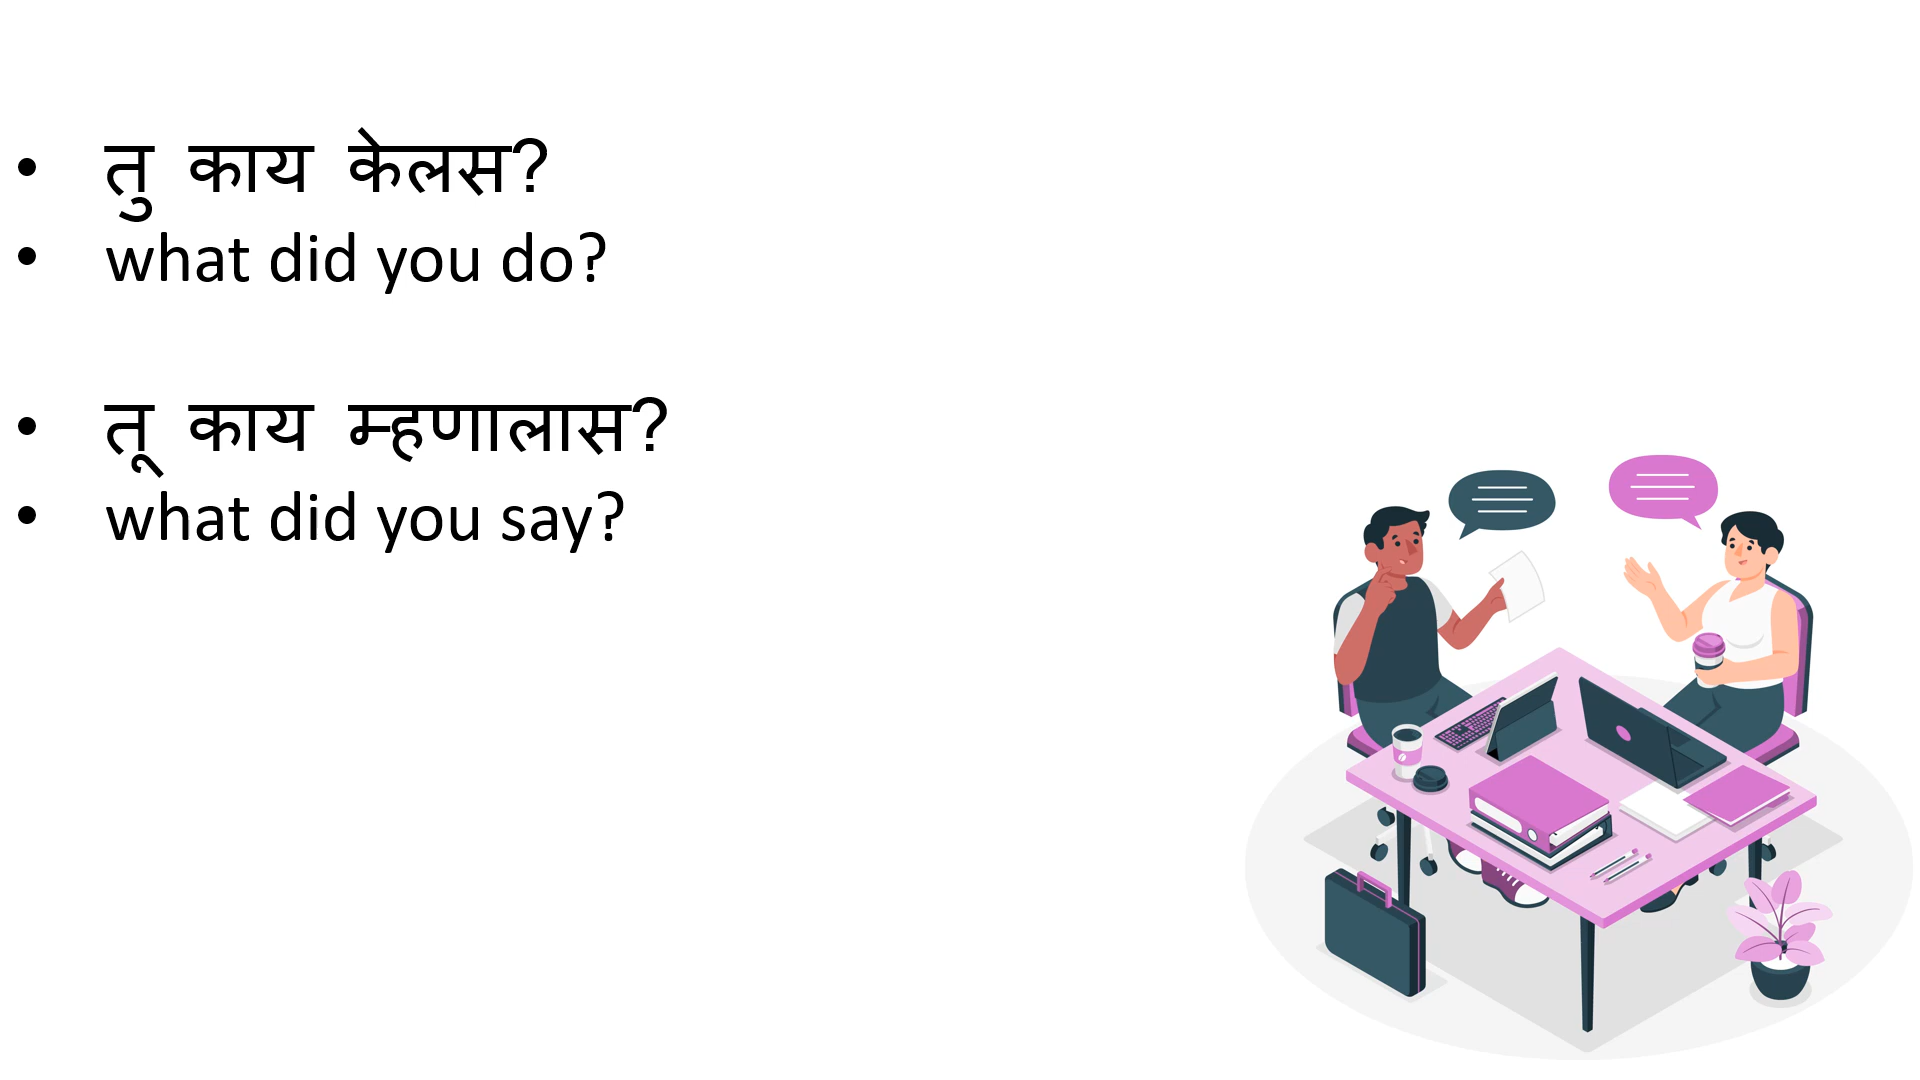 • तु काय केलस?
• what did you do?
• तू काय म्हणालास?
• what did you say?